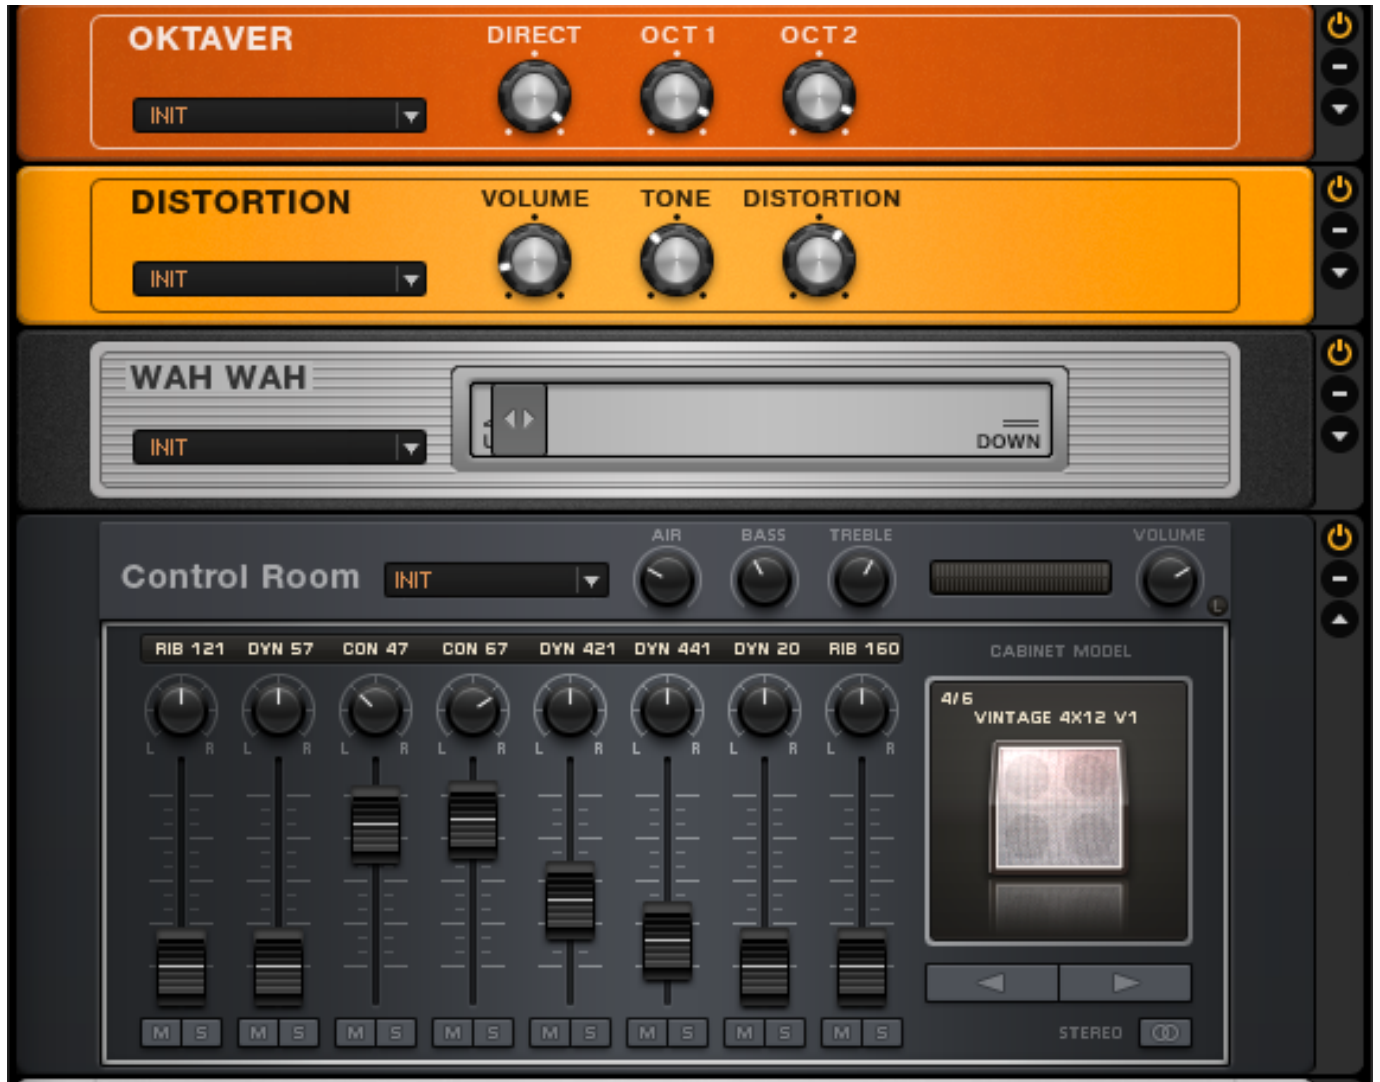 OKTAVER
DIRECT OCT 1 OCT 2
INIT
DISTORTION
VOLUME TONE DISTORTION
INIT
WAH WAH
INIT
DOWN
Control Room
INIT
AIR BASS TREBLE VOLUME
L
RIB 121 DYN 57 CON 47 CON 67 DYN 421 DYN 441 DYN 20 RIB 160
L R L R L R L R L R L R L R L R
M S M S M S M S M S M S M S M S
CABINET MODEL
4/6
VINTAGE 4X12 V1
STEREO